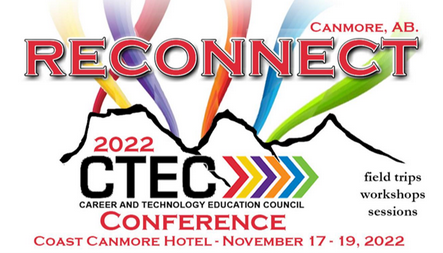 Canmore, AB.
RECONNECT
2022
CTEC
CAREER AND TECHNOLOGY EDUCATION COUNCIL
field trips
workshops
sessions
Conference
Coast Canmore Hotel - November 17 - 19, 2022